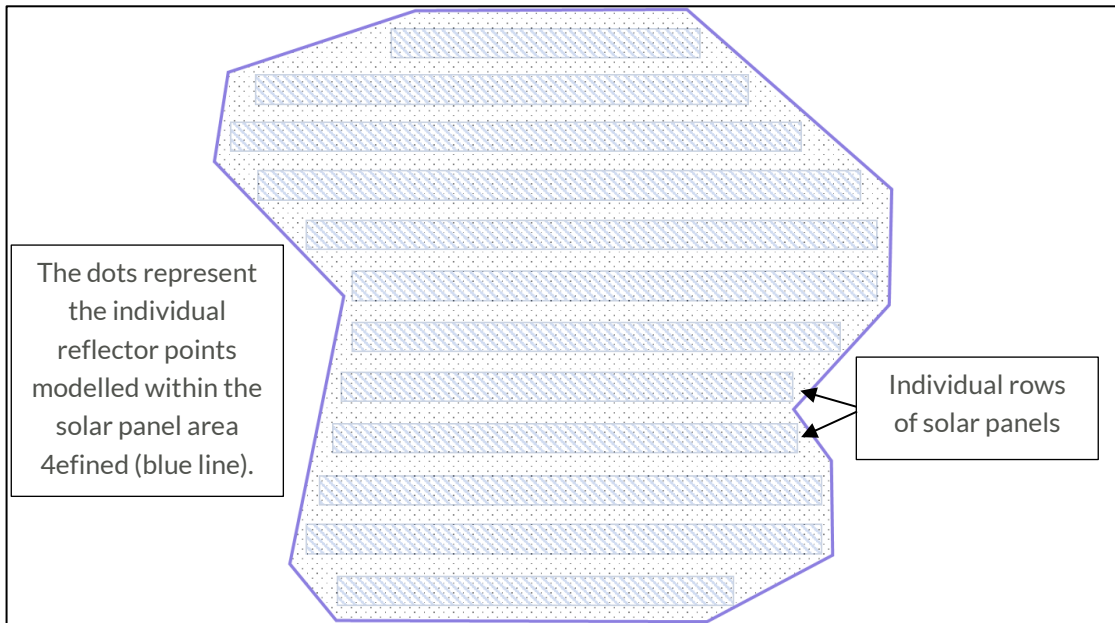 The dots represent
the individual
reflector points
modelled within the
solar panel area
4efined (blue line).
Individual rows
of solar panels